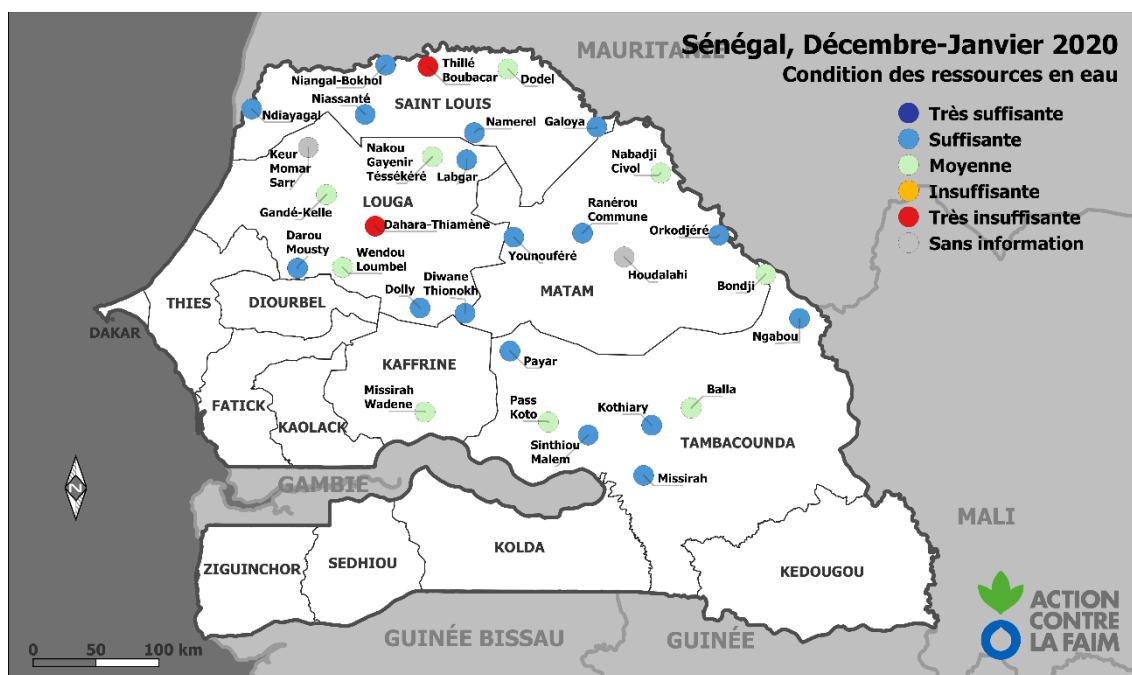 MAURITANIE
Sénégal, Décembre-Janvier 2020
Condition des ressources en eau
Très suffisante
Suffisante
Moyenne
Insuffisante
Très insuffisante
Sans information
Niangal-Bokhol
Thillé
Boubacar
Dodel
Niassanté
SAINT LOUIS
Ndiayagal
Namerel
Galoya
Keur
Momar
Sarr
Nakou
Gayenir
Téssékéré
Labgar
Nabadji
Civol
Gandé-Kelle
LOUGA
Dahara-Thiamène
Ranérou
Commune
Orkodjéré
Younouféré
Darou
Mousty
Wendou
Loumbel
Diwane
Thionokh
Dolly
Houdalahi
MATAM
Bondji
THIES
DIOURBEL
DAKAR
Ngabou
Payar
KAFFRINE
Missirah
Wadene
FATICK
KAOLACK
Pass
Koto
Kothiary
Balla
Sinthiou
Malem
TAMBACOUNDA
Missirah
GAMBIE
Z
MALI
ZIGUINCHOR
SEDHIOU
KOLDA
KEDOUGOU
GUINÉE BISSAU
GUINÉE
0 50 100 km
ACTION
CONTRE
LA FAIM